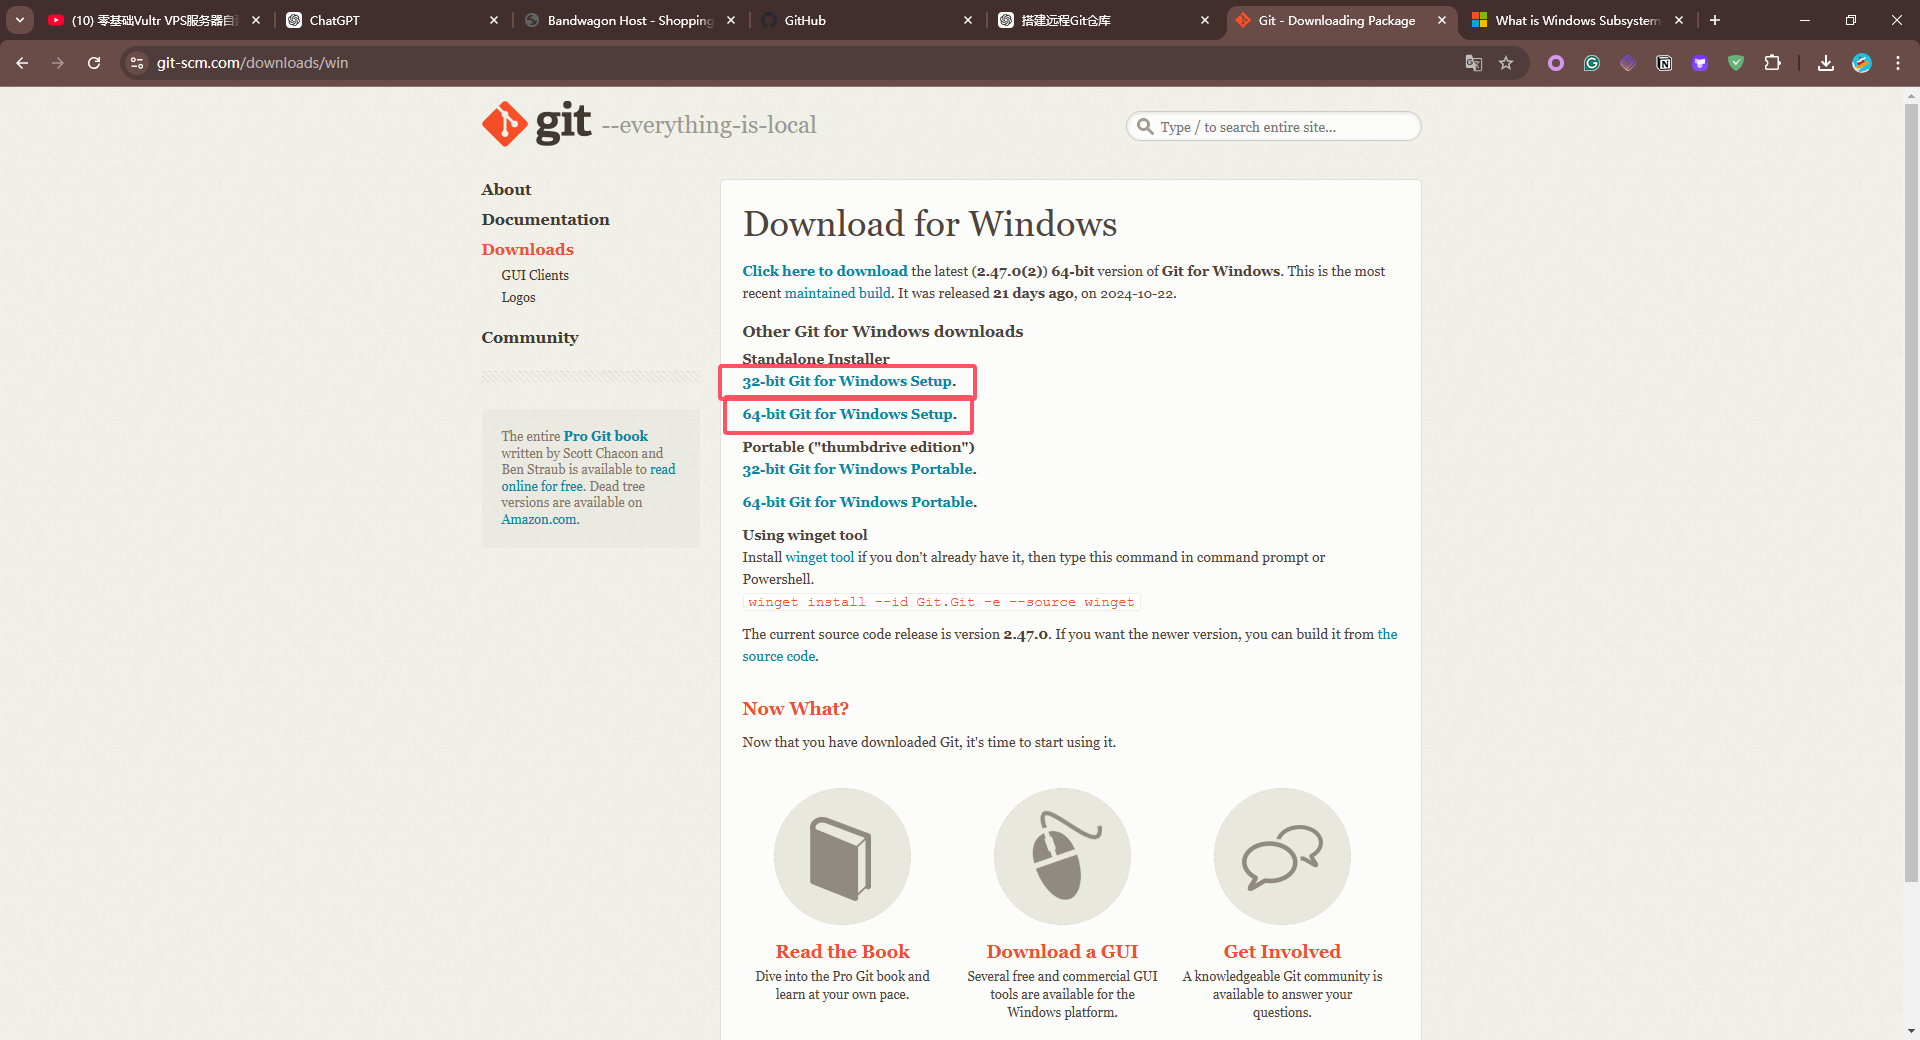 (10) 零基础Vultr VPS服务器自
ChatGPT
Bandwagon Host - Shopping
GitHub
搭建远程Git仓库
Git - Downloading Package
What is Windows Subsystem
git-scm.com/downloads/win
git --everything-is-local
Type / to search entire site...
About
Documentation
Downloads
GUI Clients
Logos
Community
The entire Pro Git book
written by Scott Chacon and
Ben Straub is available to read
online for free. Dead tree
versions are available on
Amazon.com.
Download for Windows
Click here to download the latest (2.47.0(2)) 64-bit version of Git for Windows. This is the most
recent maintained build. It was released 21 days ago, on 2024-10-22.
Other Git for Windows downloads
Standalone Installer
32-bit Git for Windows Setup.
64-bit Git for Windows Setup.
Portable ("thumbdrive edition")
32-bit Git for Windows Portable.
64-bit Git for Windows Portable.
Using winget tool
Install winget tool if you don't already have it, then type this command in command prompt or
Powershell.
winget install --id Git.Git -e --source winget
The current source code release is version 2.47.0. If you want the newer version, you can build it from the
source code.
Now What?
Now that you have downloaded Git, it's time to start using it.
Read the Book
Dive into the Pro Git book and
learn at your own pace.
Download a GUI
Several free and commercial GUI
tools are available for the
Windows platform.
Get Involved
A knowledgeable Git community is
available to answer your
questions.